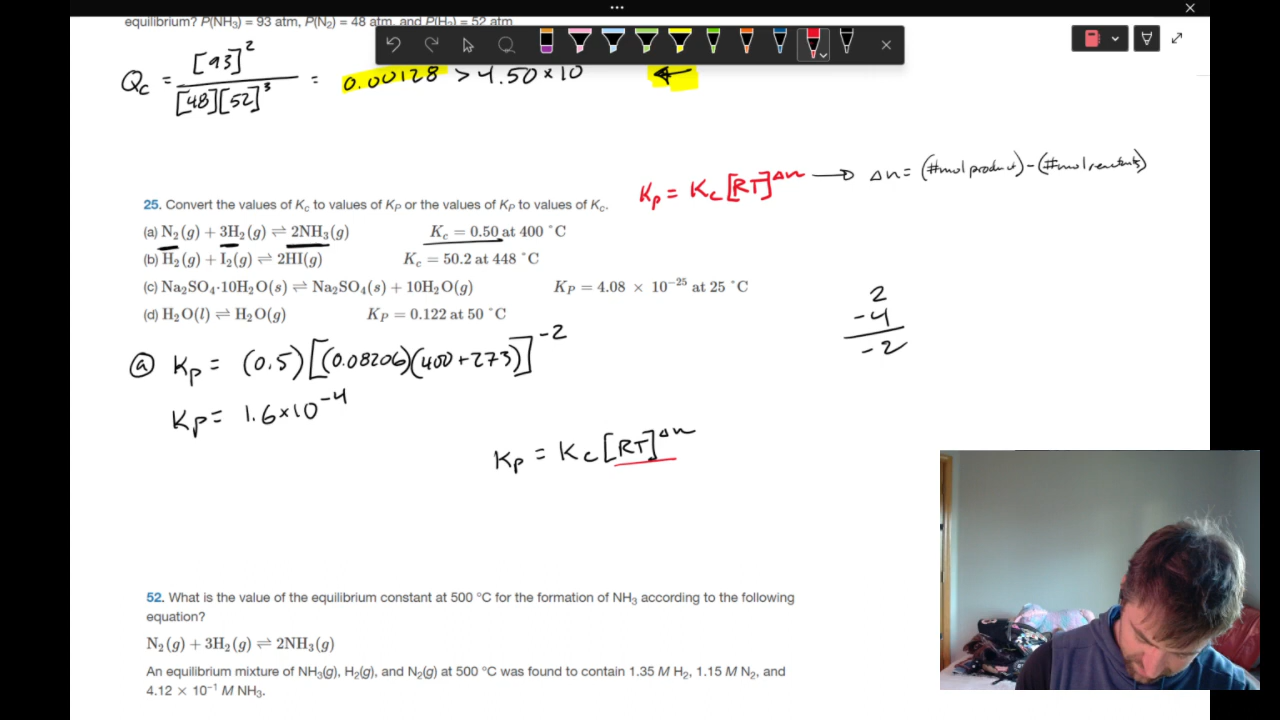 equilibrium? P(NH₃) = 93 atm, P(N₂) = 48 atm, and P(H₂) = 52 atm
Qc = [93]² / [48][52]³ = 0.00128 > 4.50×10 ←
Kp = Kc[RT]^Δn → Δn = (#mol product) - (#mol reactants)
25. Convert the values of Kc to values of KP or the values of KP to values of Kc.
(a) N₂(g) + 3H₂(g) ⇌ 2NH₃(g) Kc = 0.50 at 400 °C
(b) H₂(g) + I₂(g) ⇌ 2HI(g) Kc = 50.2 at 448 °C
(c) Na₂SO₄·10H₂O(s) ⇌ Na₂SO₄(s) + 10H₂O(g) KP = 4.08 × 10⁻²⁵ at 25 °C
(d) H₂O(l) ⇌ H₂O(g) KP = 0.122 at 50 °C
2
-4
-2
ⓐ Kp = (0.5)[(0.08206)(400+273)]⁻²
Kp = 1.6×10⁻⁴
Kp = Kc[RT]^Δn
52. What is the value of the equilibrium constant at 500 °C for the formation of NH₃ according to the following
equation?
N₂(g) + 3H₂(g) ⇌ 2NH₃(g)
An equilibrium mixture of NH₃(g), H₂(g), and N₂(g) at 500 °C was found to contain 1.35 M H₂, 1.15 M N₂, and
4.12 × 10⁻¹ M NH₃.